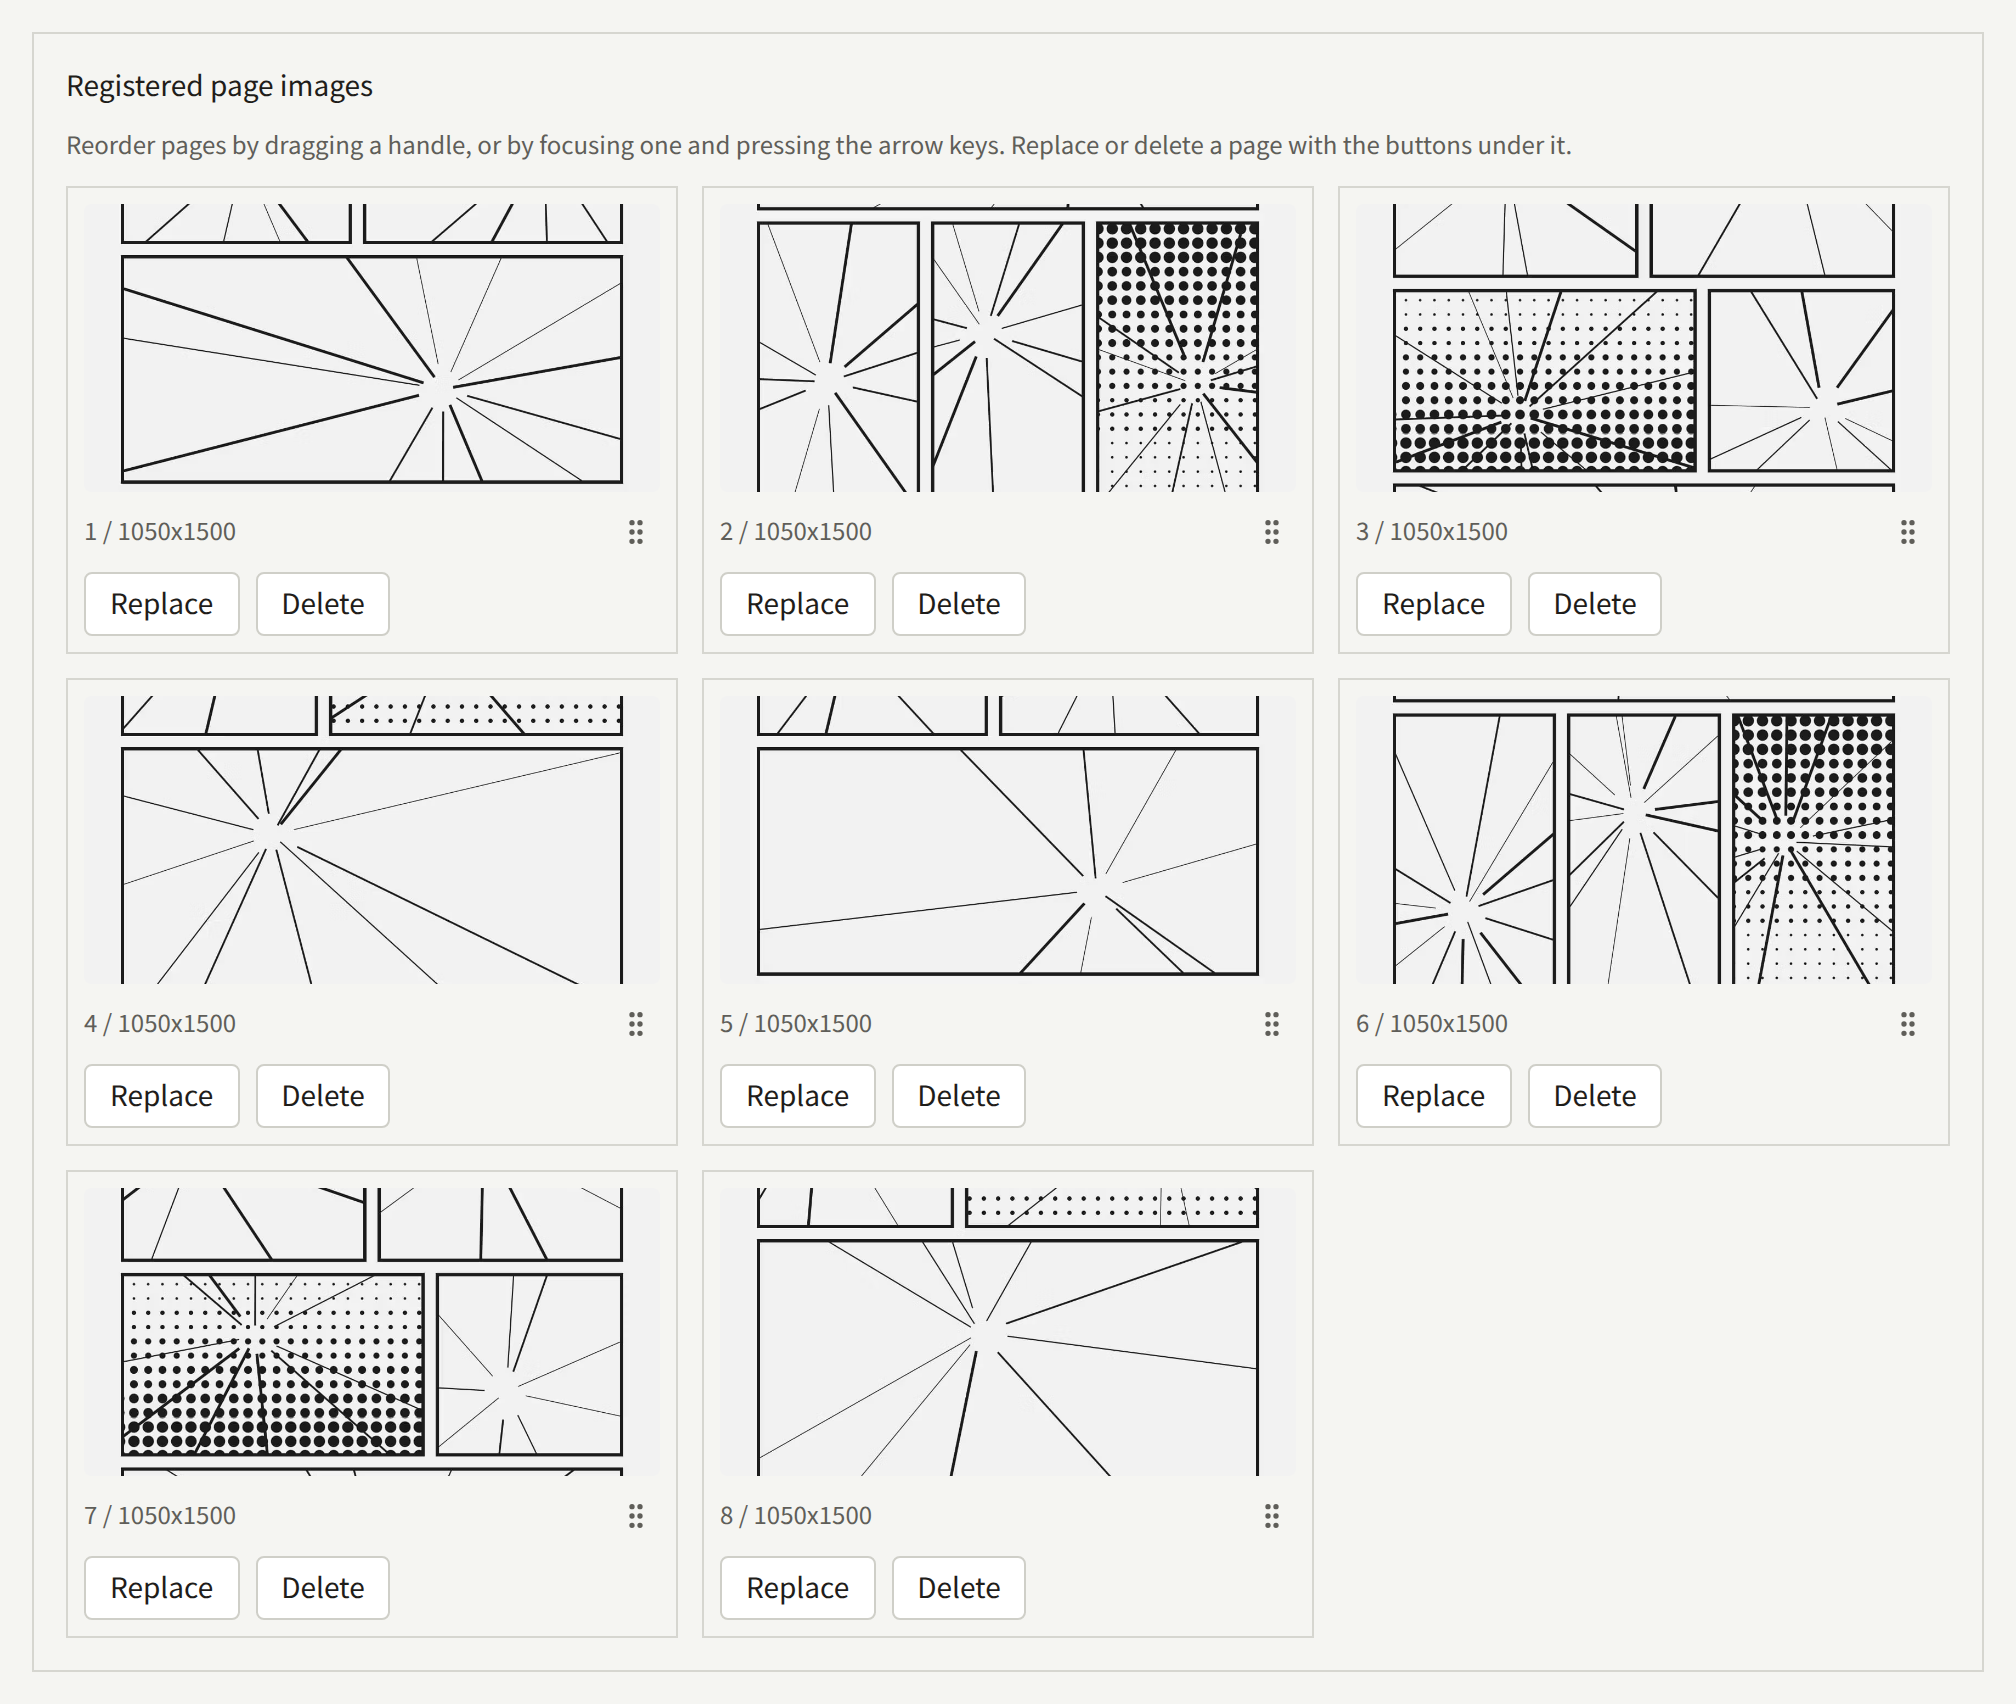 Registered page images
Reorder pages by dragging a handle, or by focusing one and pressing the arrow keys. Replace or delete a page with the buttons under it.
1 / 1050x1500
Replace Delete
2 / 1050x1500
Replace Delete
3 / 1050x1500
Replace Delete
4 / 1050x1500
Replace Delete
5 / 1050x1500
Replace Delete
6 / 1050x1500
Replace Delete
7 / 1050x1500
Replace Delete
8 / 1050x1500
Replace Delete